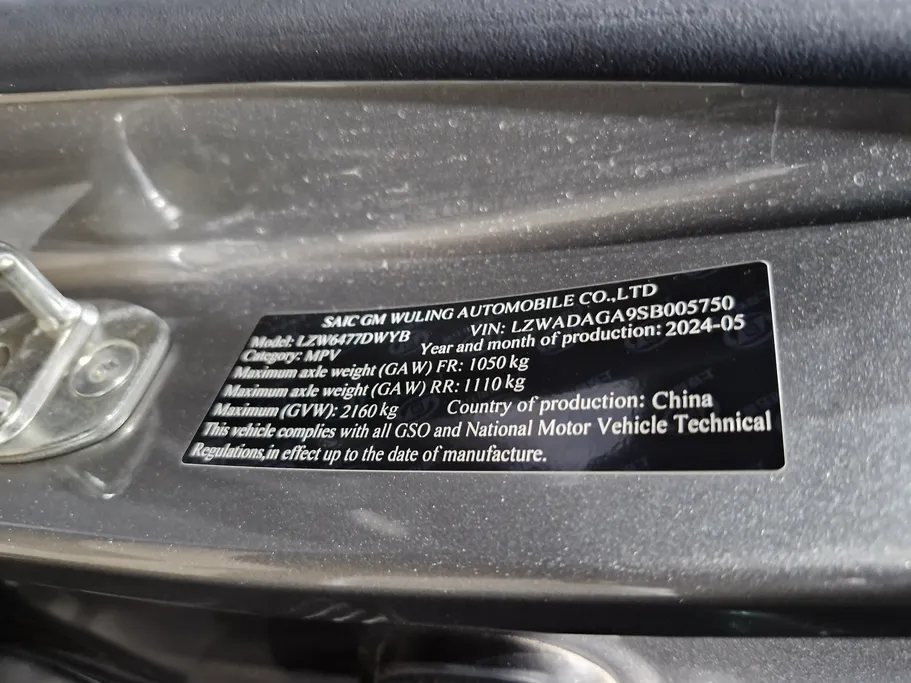 SAIC GM WULING AUTOMOBILE CO.,LTD
Model: LZW6477DWYB VIN: LZWADAGA9SB005750
Category: MPV Year and month of production: 2024-05
Maximum axle weight (GAW) FR: 1050 kg
Maximum axle weight (GAW) RR: 1110 kg
Maximum (GVW): 2160 kg Country of production: China
This vehicle complies with all GSO and National Motor Vehicle Technical
Regulations,in effect up to the date of manufacture.